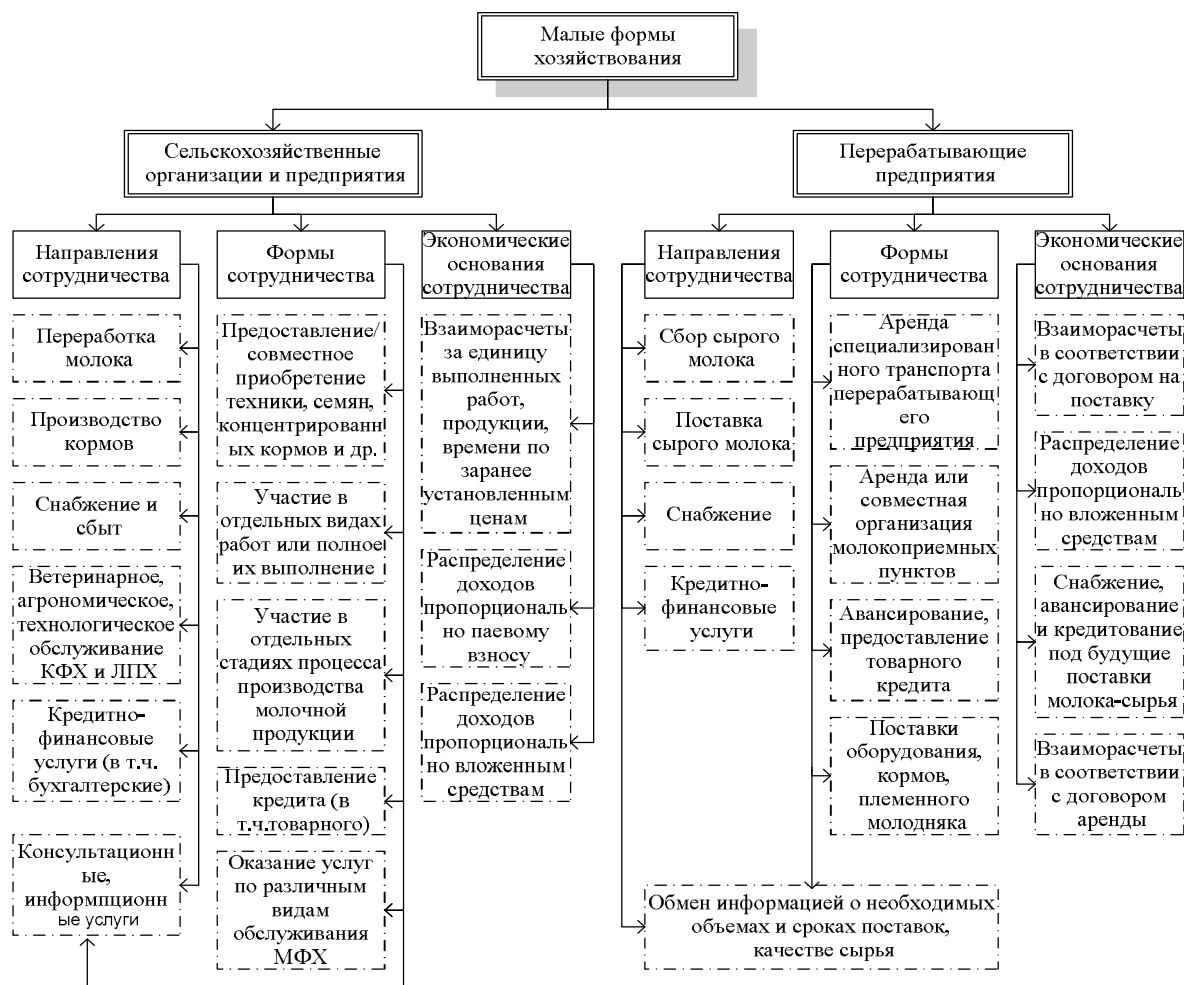 Малые формы
хозяйствования
Сельскохозяйственные
организации и предприятия
Перерабатывающие
предприятия
Направления
сотрудничества
Формы
сотрудничества
Экономические
основания
сотрудничества
Направления
сотрудничества
Формы
сотрудничества
Экономические
основания
сотрудничества
Переработка
молока
Производство
кормов
Снабжение и
сбыт
Ветеринарное,
агрономическое,
технологическое
обслуживание
КФХ и ЛПХ
Кредитно-
финансовые
услуги (в т.ч.
бухгалтерские)
Консультационн
ые,
информпционн
ые услуги
Предоставление/
совместное
приобретение
техники, семян,
концентрированн
ых кормов и др.
Участие в
отдельных видах
работ или полное
их выполнение
Участие в
отдельных
стадиях процесса
производства
молочной
продукции
Предоставление
кредита (в
т.ч.товарного)
Оказание услуг
по различным
видам
обслуживания
МФХ
Взаиморасчеты
за единицу
выполненных
работ,
продукции,
времени по
заранее
установленным
ценам
Распределение
доходов
пропорциональ
но паевому
взносу
Распределение
доходов
пропорциональ
но вложенным
средствам
Сбор сырого
молока
Поставка
сырого молока
Снабжение
Кредитно-
финансовые
услуги
Аренда
специализирован
ного транспорта
перерабатывающ
его
предприятия
Аренда или
совместная
организация
молокоприемных
пунктов
Авансирование,
предоставление
товарного
кредита
Поставки
оборудования,
кормов,
племенного
молодняка
Взаиморасчеты
в соответствии
с договором на
поставку
Распределение
доходов
пропорциональ
но вложенным
средствам
Снабжение,
авансирование
и кредитование
под будущие
поставки
молока-сырья
Взаиморасчеты
в соответствии
с договором
аренды
Обмен информацией о необходимых
объемах и сроках поставок,
качестве сырья